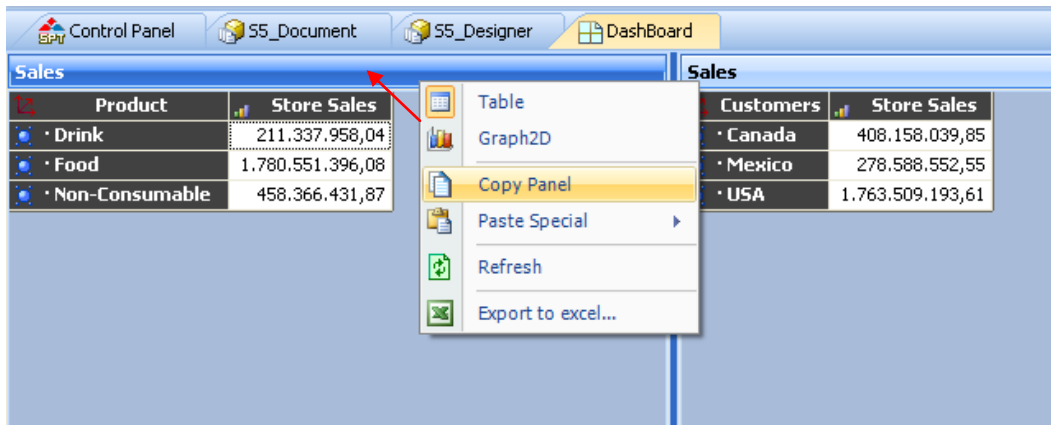 SPT Control Panel S5_Document S5_Designer DashBoard
Sales
Product Store Sales
· Drink 211.337.958,04
· Food 1.780.551.396,08
· Non-Consumable 458.366.431,87
Table
Graph2D
Copy Panel
Paste Special
Refresh
Export to excel...
Sales
Customers Store Sales
· Canada 408.158.039,85
· Mexico 278.588.552,55
· USA 1.763.509.193,61